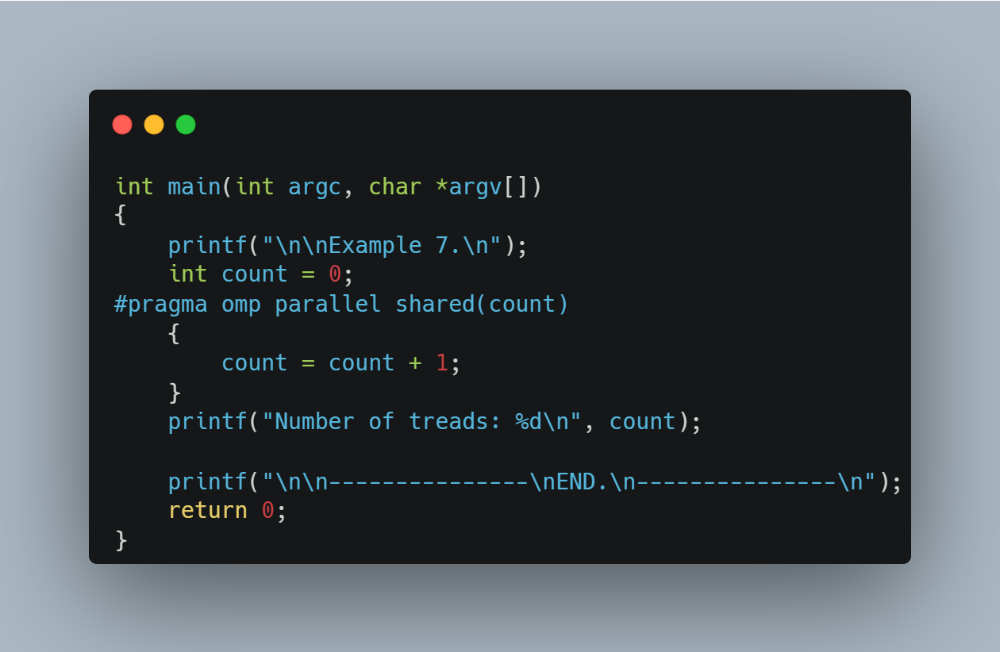 int main(int argc, char *argv[])
{
    printf("\n\nExample 7.\n");
    int count = 0;
#pragma omp parallel shared(count)
    {
        count = count + 1;
    }
    printf("Number of treads: %d\n", count);

    printf("\n\n---------------\nEND.\n---------------\n");
    return 0;
}